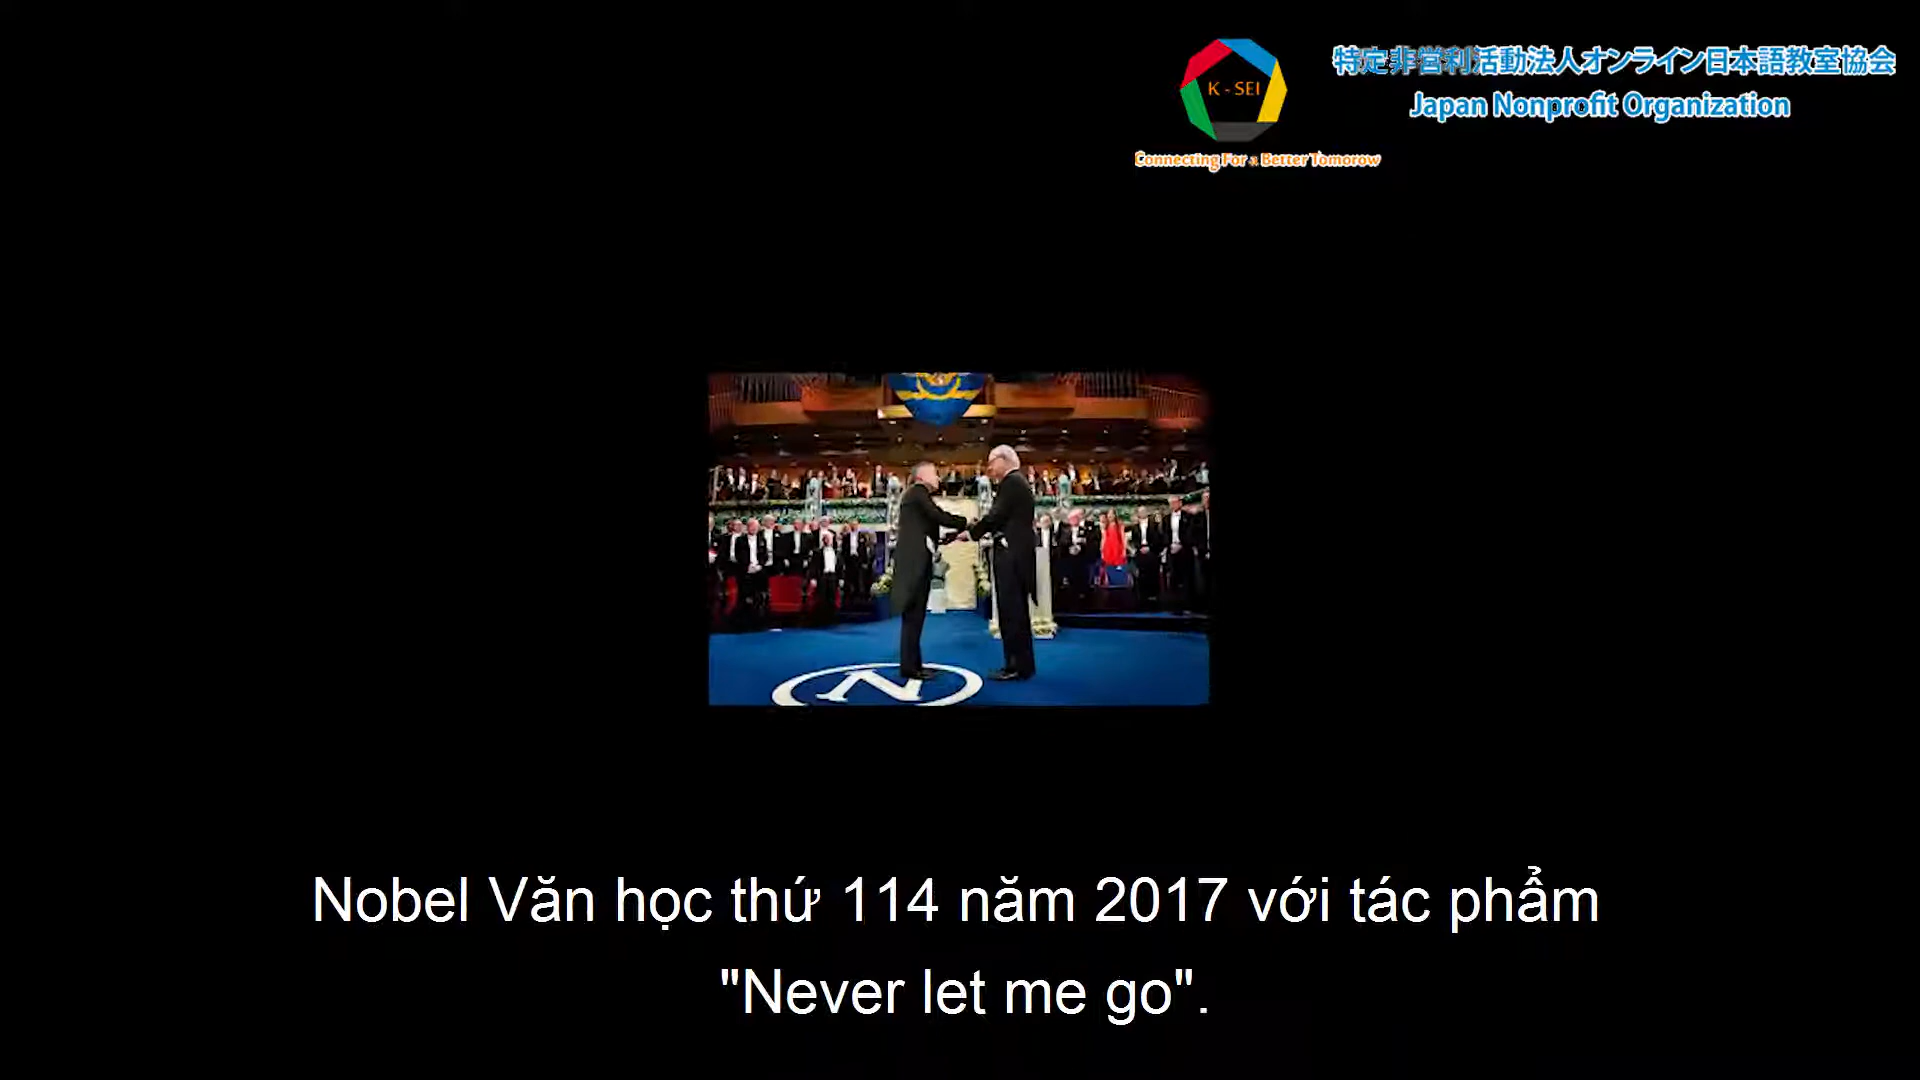 K - SEI
Connecting For a Better Tomorow
特定非営利活動法人オンライン日本語教室協会
Japan Nonprofit Organization
N
Nobel Văn học thứ 114 năm 2017 với tác phẩm
"Never let me go".